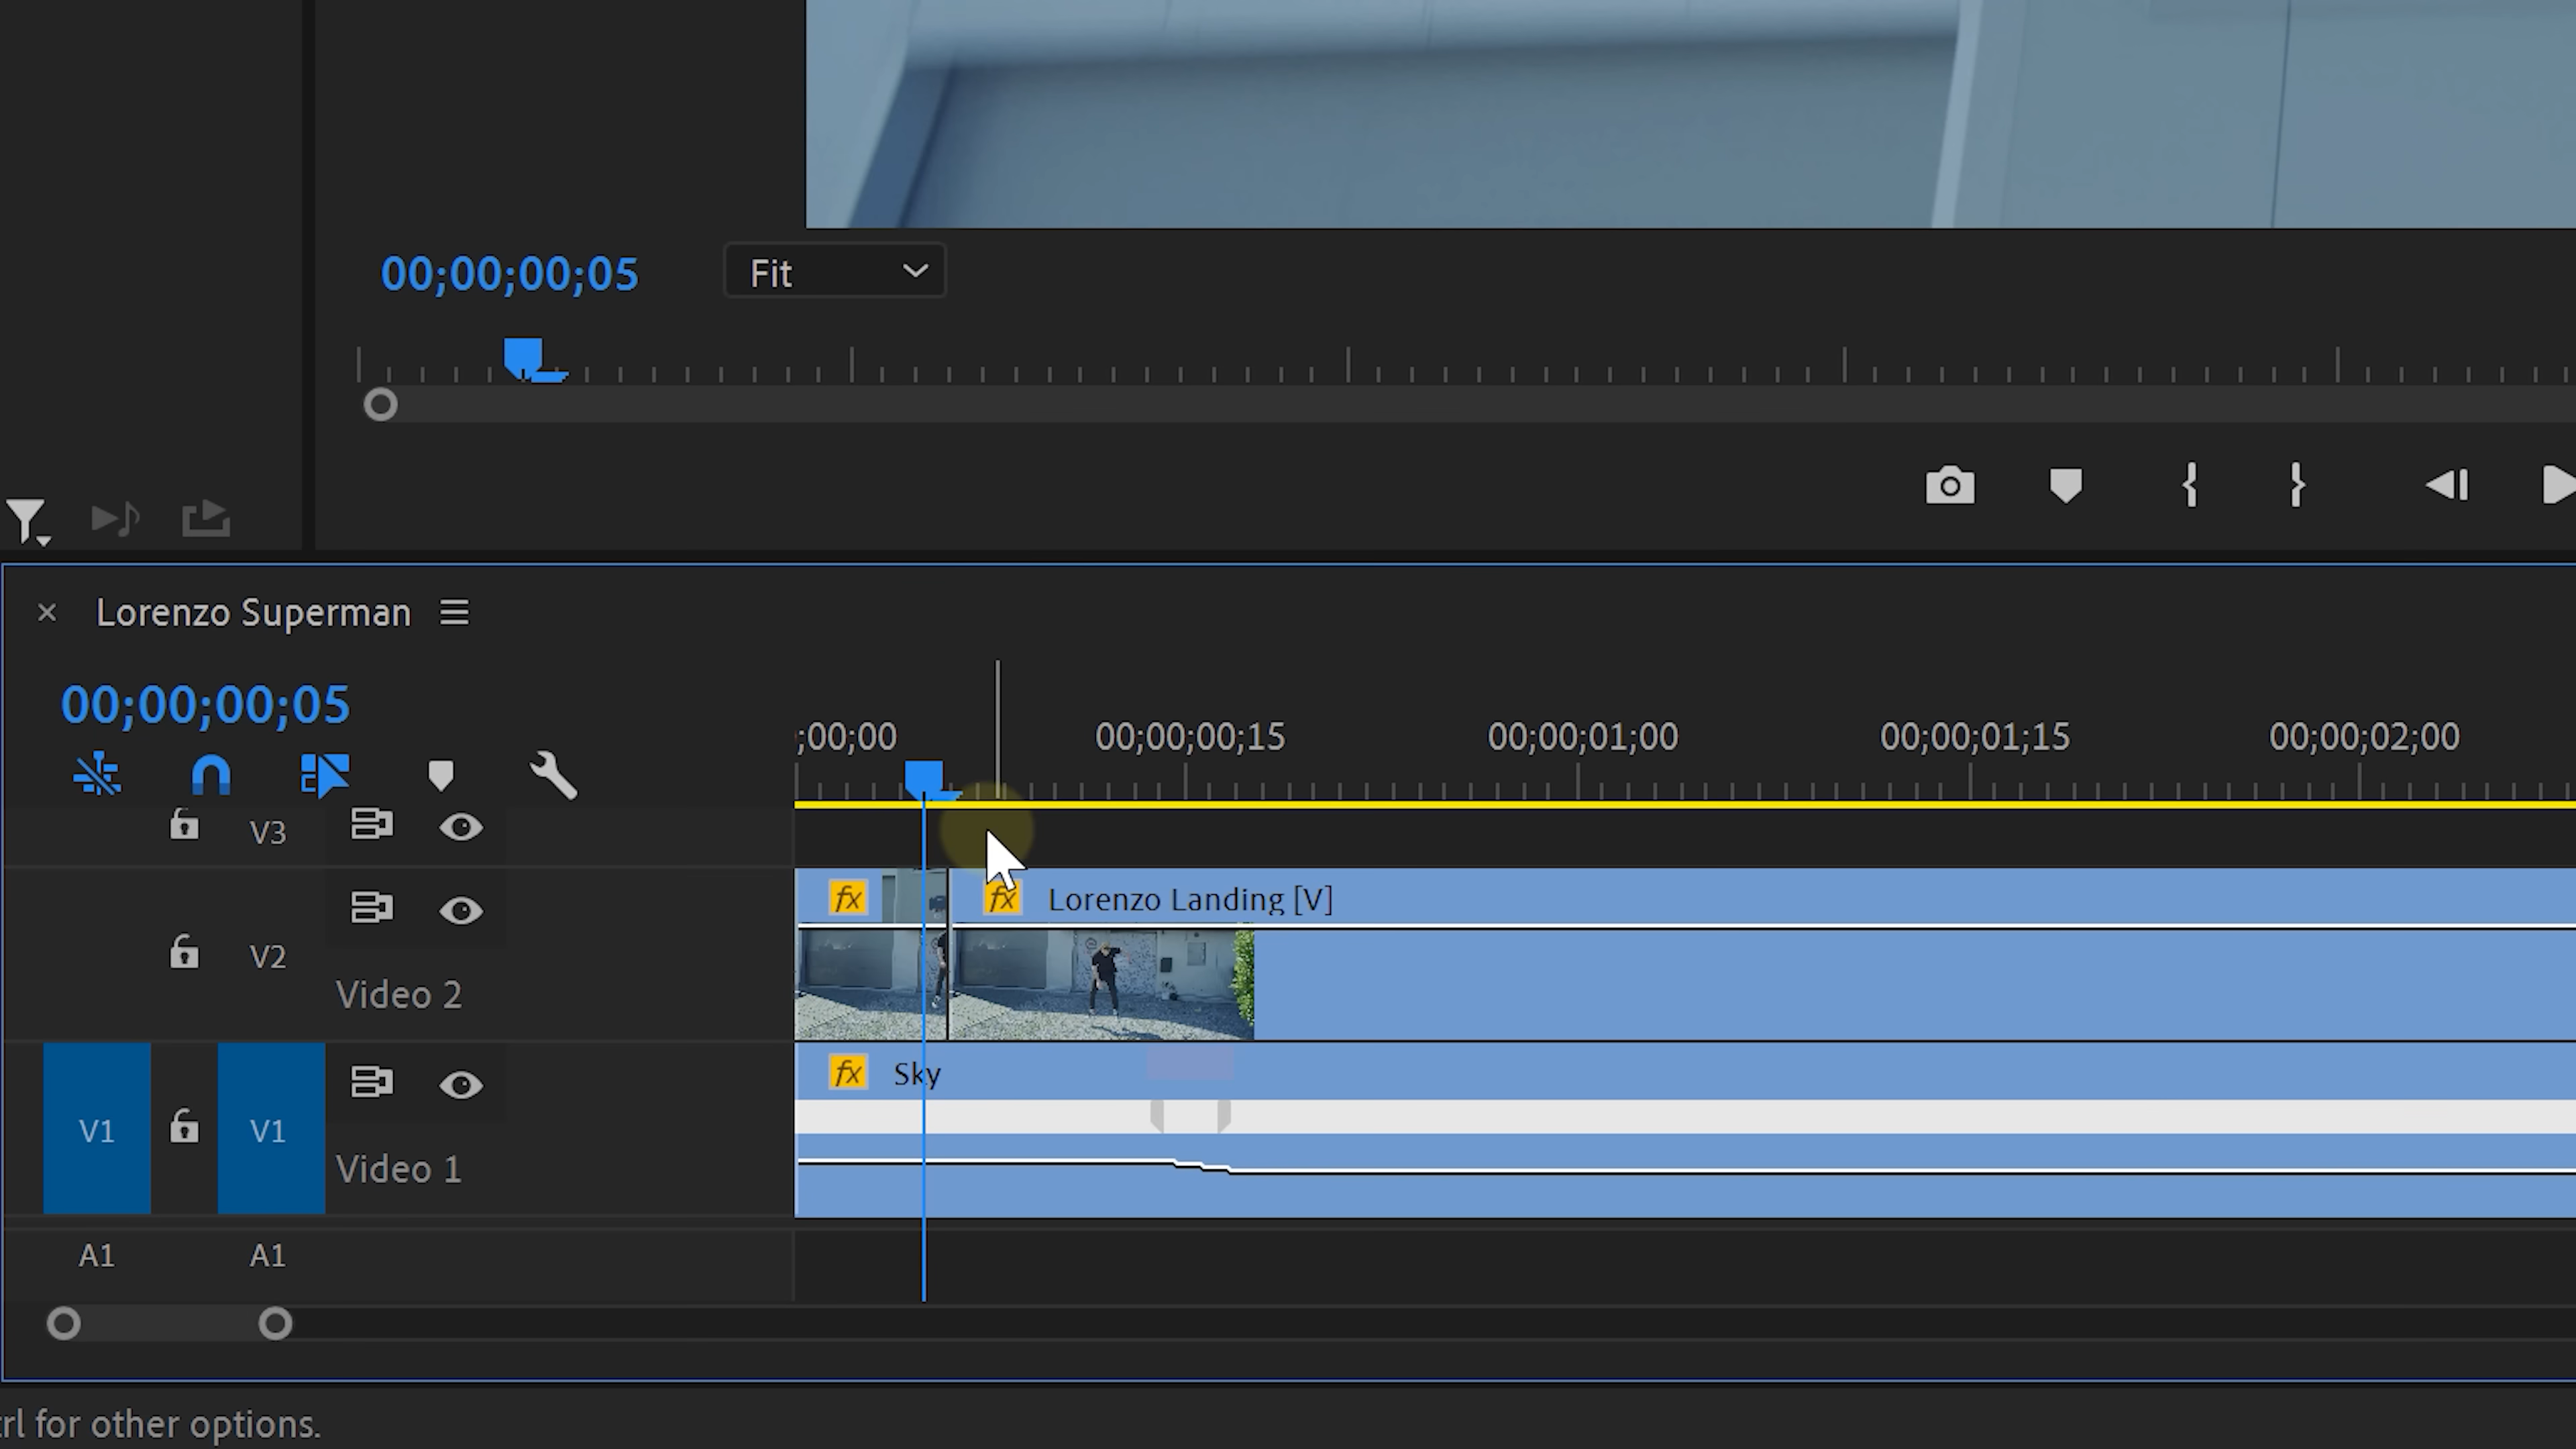 00;00;00;05
Fit
Lorenzo Superman
00;00;00;05
;00;00
00;00;00;15
00;00;01;00
00;00;01;15
00;00;02;00
V3
fx
fx
Lorenzo Landing [V]
V2
Video 2
fx
Sky
V1
V1
Video 1
A1
A1
trl for other options.